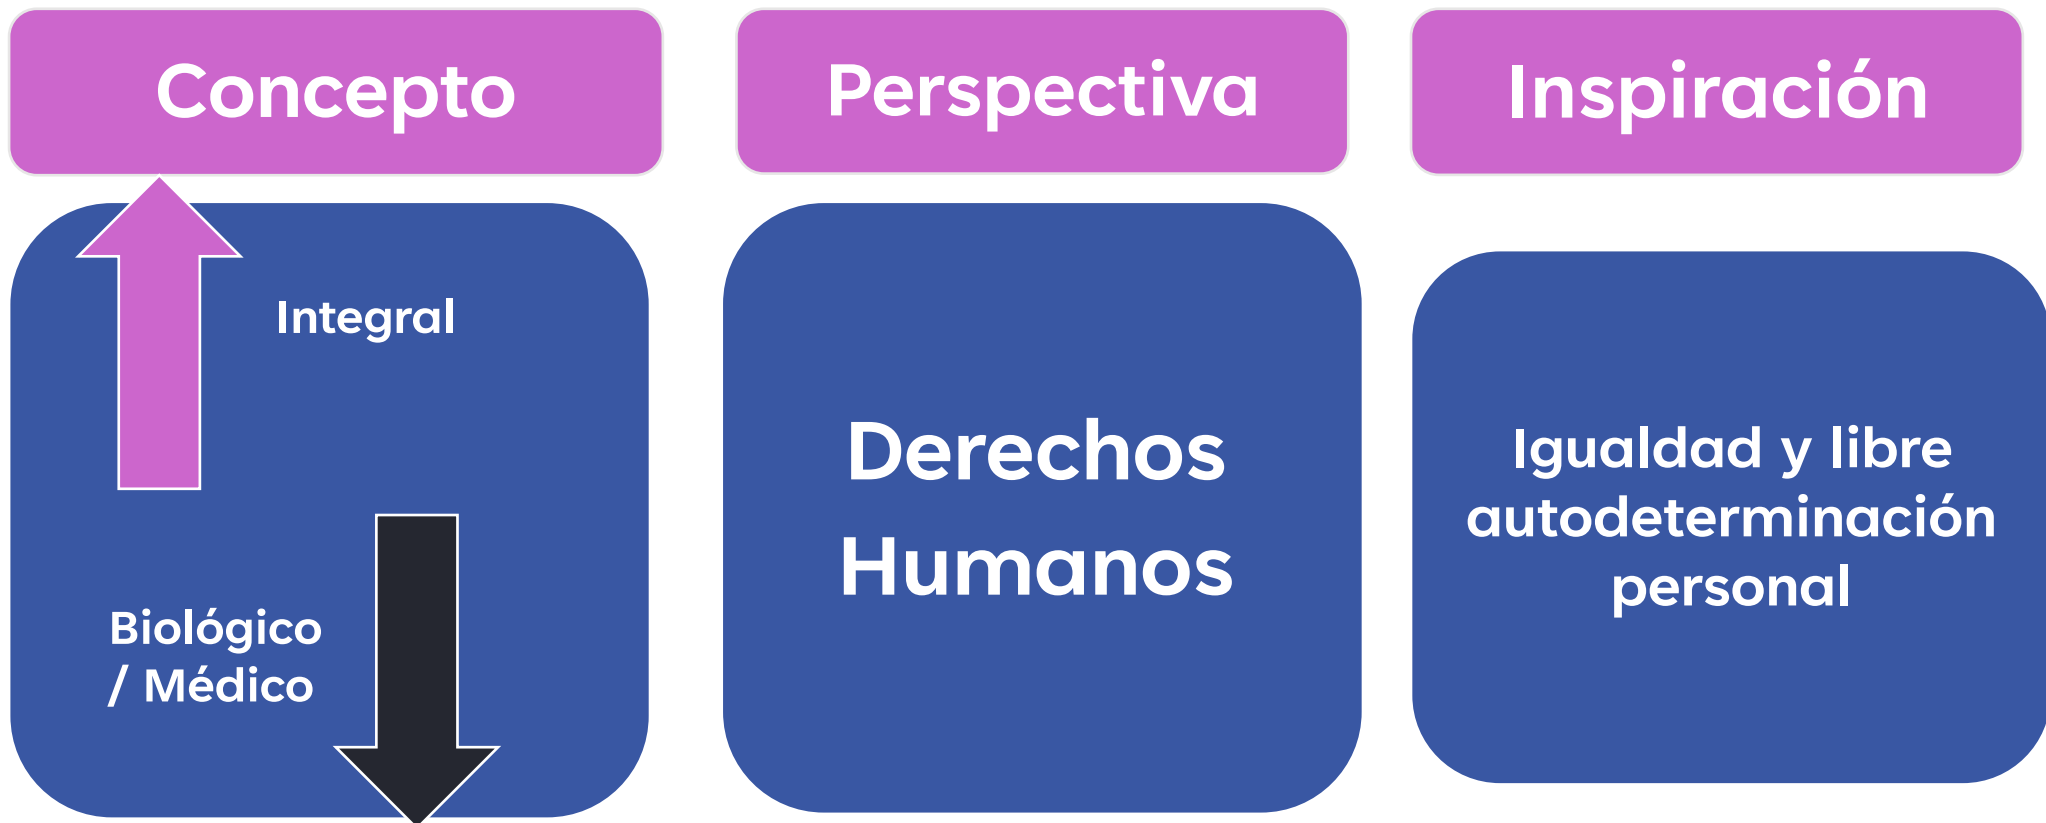 Concepto
Perspectiva
Inspiración
Integral
Biológico
/ Médico
Derechos
Humanos
Igualdad y libre
autodeterminación
personal